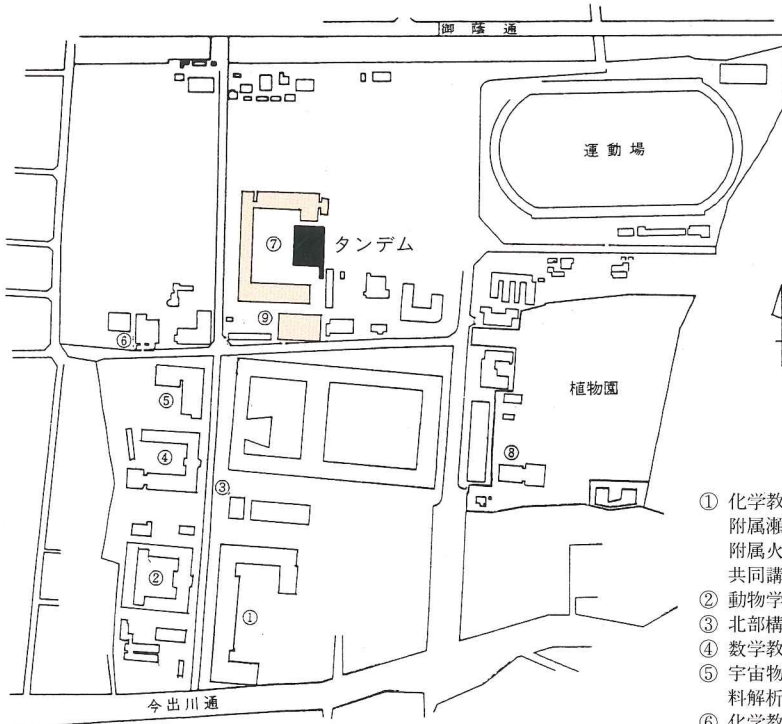 御蔭通
運動場
⑦
タンデム
⑨
⑥
植物園
⑤
④
⑧
③
②
①
今出川通
① 化学教
附属瀬
附属火
共同講
② 動物学
③ 北部構
④ 数学教
⑤ 宇宙物
料解析
⑥ 化学教